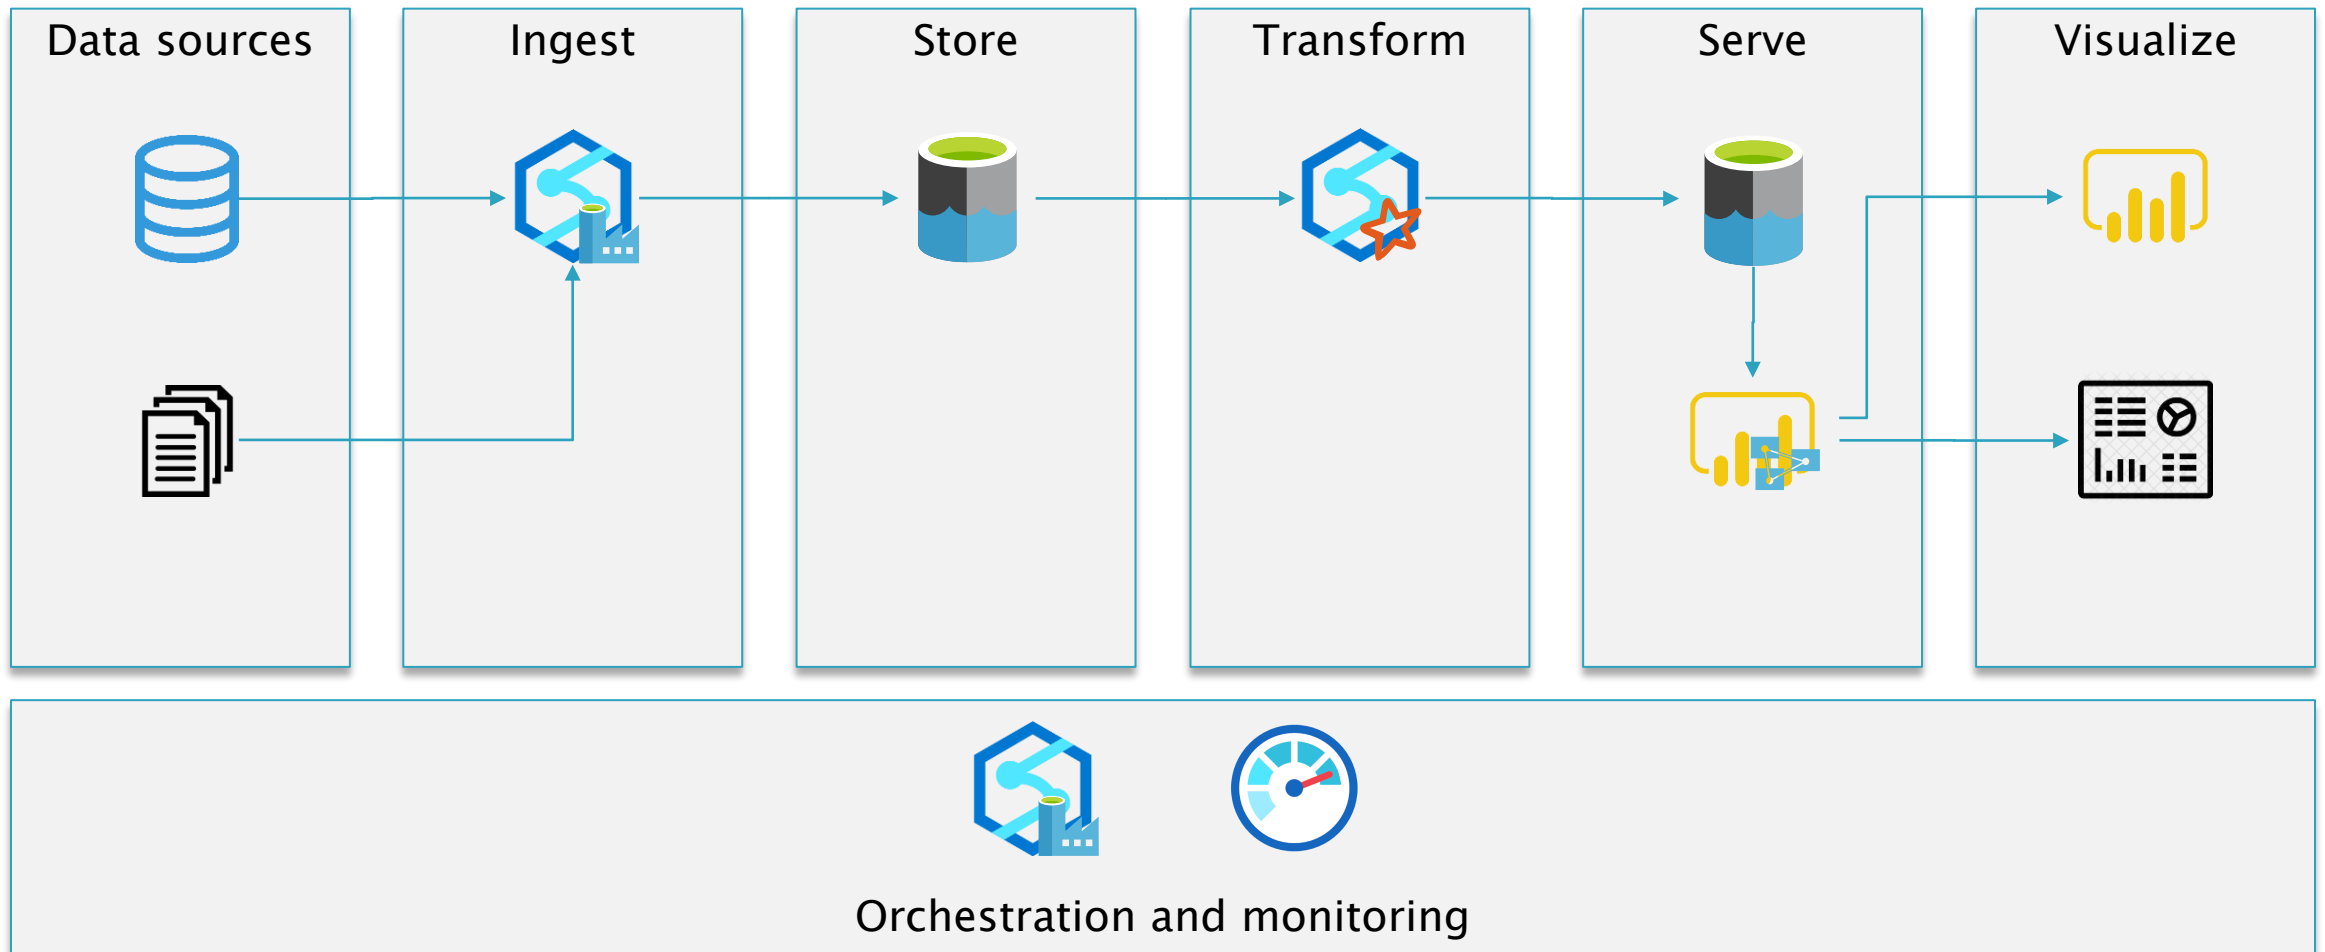 Data sources
Ingest
Store
Transform
Serve
Visualize
Orchestration and monitoring